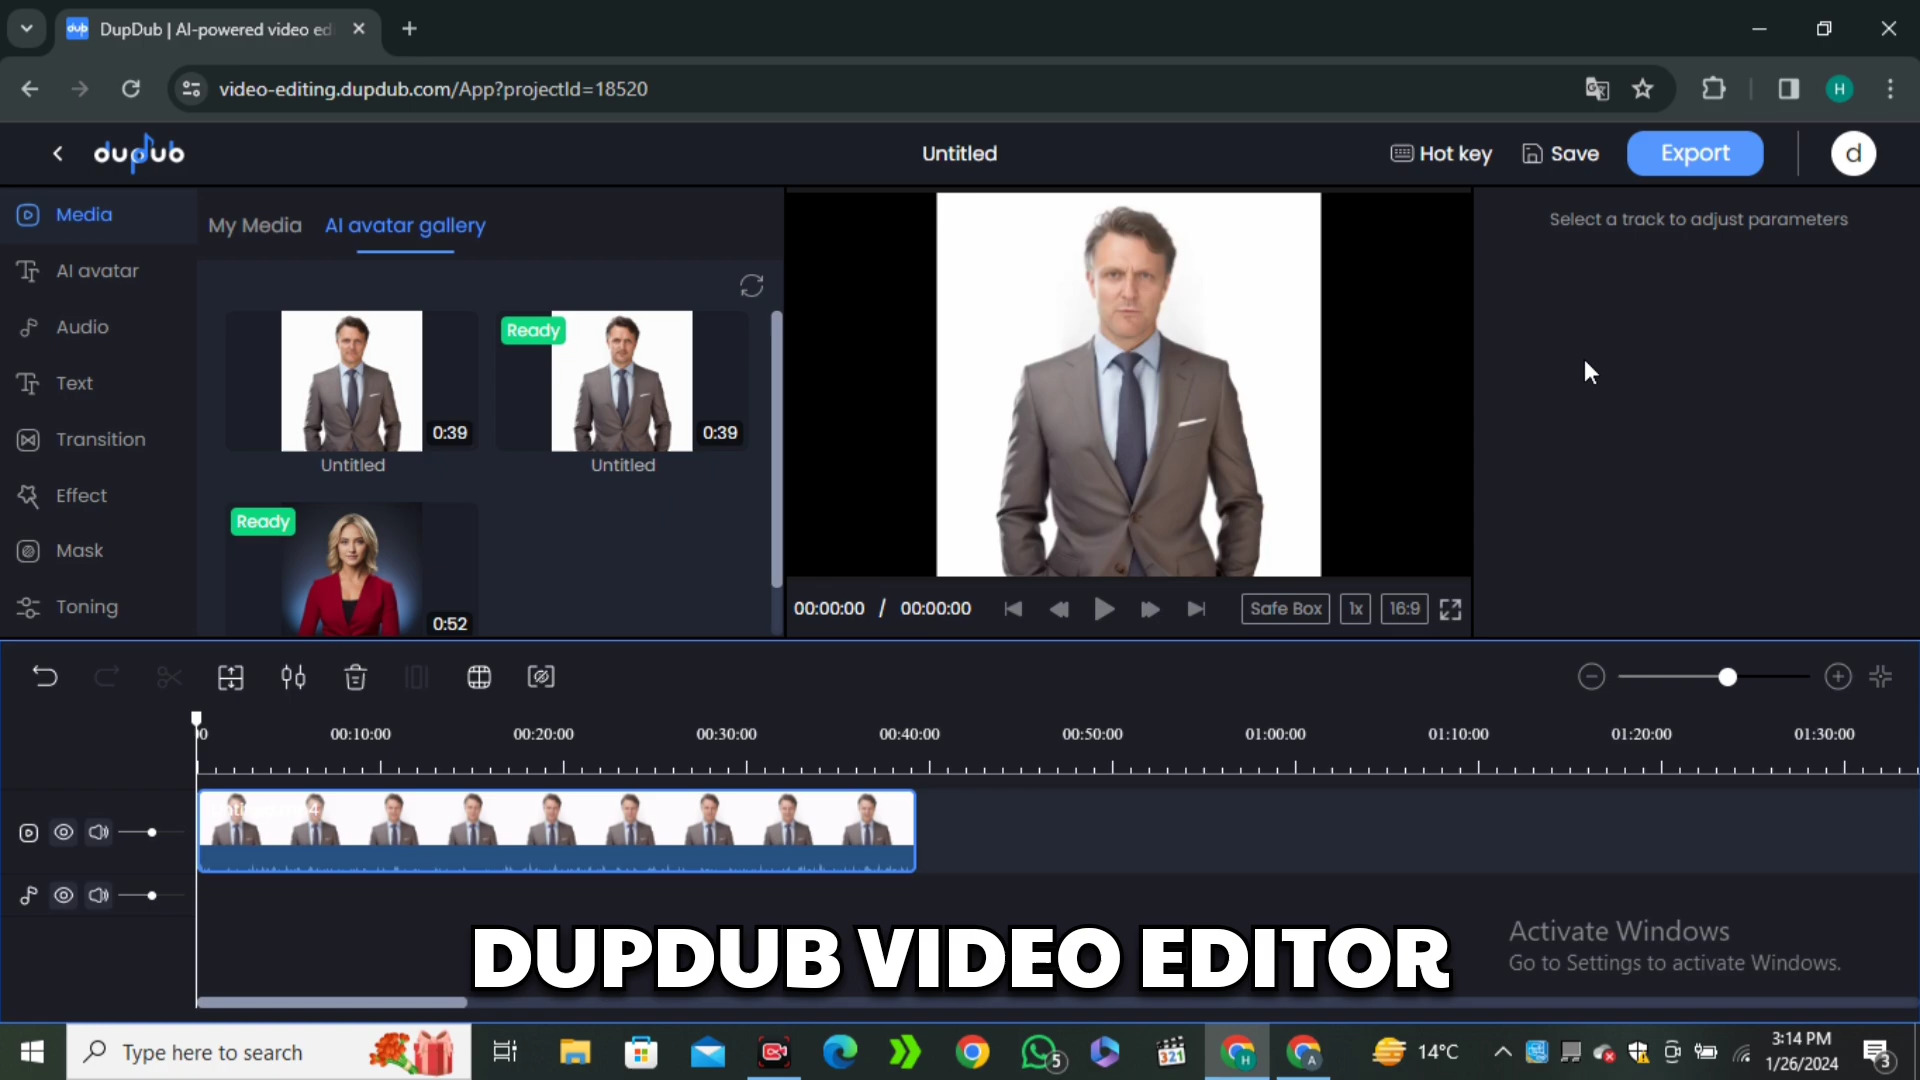 DupDub | AI-powered video ed
video-editing.dupdub.com/App?projectId=18520
H
dupdub
Untitled
Hot key
Save
Export
d
Media
AI avatar
Audio
Text
Transition
Effect
Mask
Toning
My Media
AI avatar gallery
0:39
Untitled
Ready
0:39
Untitled
Ready
0:52
Select a track to adjust parameters
00:00:00 / 00:00:00
Safe Box
1x
16:9
00:10:00
00:20:00
00:30:00
00:40:00
00:50:00
01:00:00
01:10:00
01:20:00
01:30:00
DUPDUB VIDEO EDITOR
Activate Windows
Go to Settings to activate Windows.
Type here to search
5
321
H
A
14°C
3:14 PM
1/26/2024
3